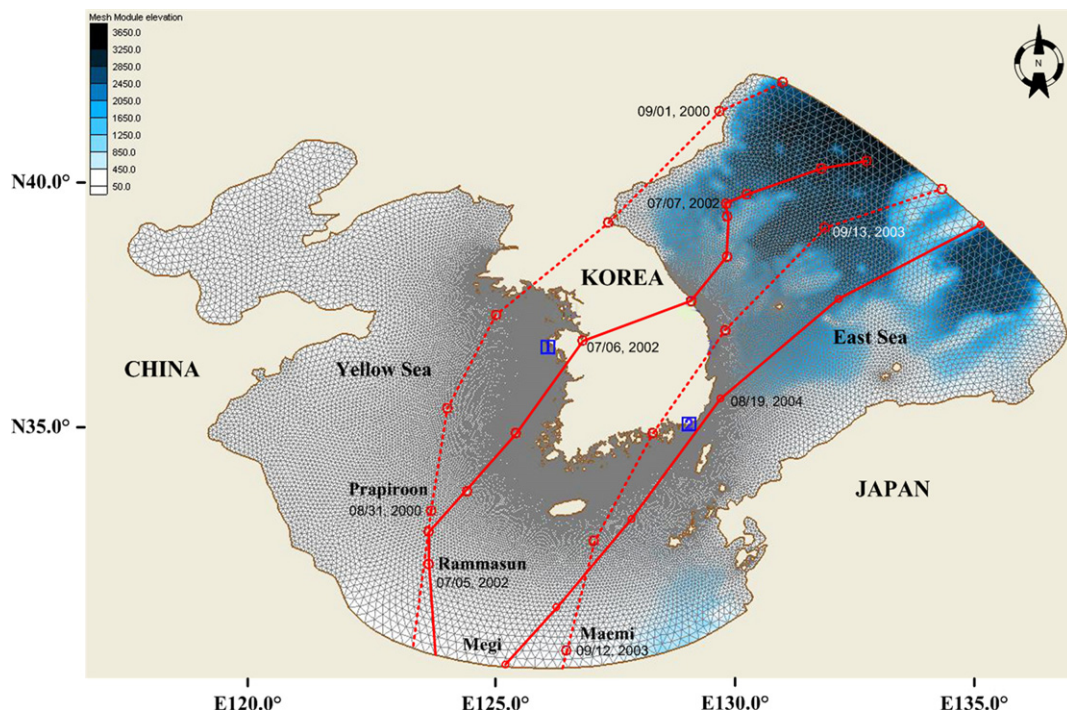 Mesh Module elevation
3650.0
3250.0
2850.0
2450.0
2050.0
1650.0
1250.0
850.0
450.0
50.0
N
09/01, 2000
N40.0°
07/07, 2002
09/13, 2003
KOREA
East Sea
1
07/06, 2002
CHINA
Yellow Sea
08/19, 2004
N35.0°
2
JAPAN
Prapiroon
08/31, 2000
Rammasun
07/05, 2002
Megi
Maemi
09/12, 2003
E120.0°
E125.0°
E130.0°
E135.0°